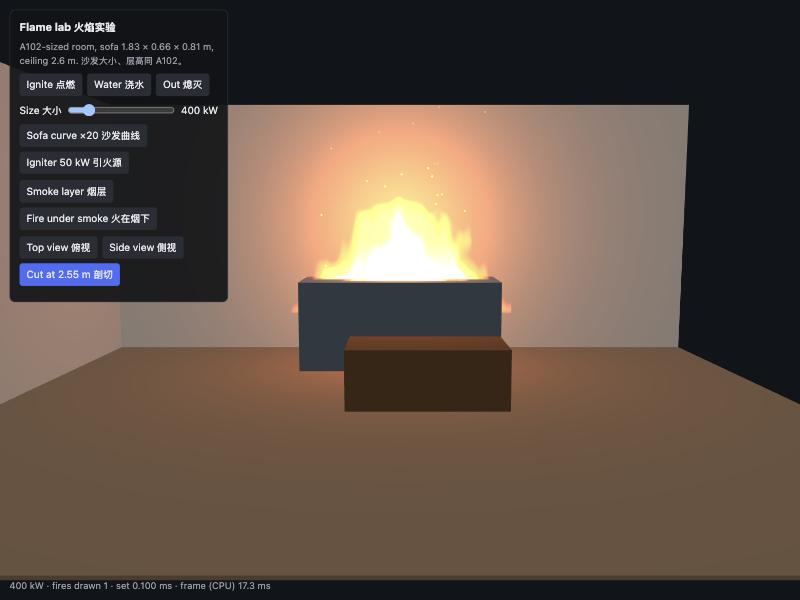 Flame lab 火焰实验
A102-sized room, sofa 1.83 × 0.66 × 0.81 m,
ceiling 2.6 m. 沙发大小、层高同 A102。
Ignite 点燃 Water 浇水 Out 熄灭
Size 大小 400 kW
Sofa curve ×20 沙发曲线
Igniter 50 kW 引火源
Smoke layer 烟层
Fire under smoke 火在烟下
Top view 俯视 Side view 侧视
Cut at 2.55 m 剖切
400 kW · fires drawn 1 · set 0.100 ms · frame (CPU) 17.3 ms